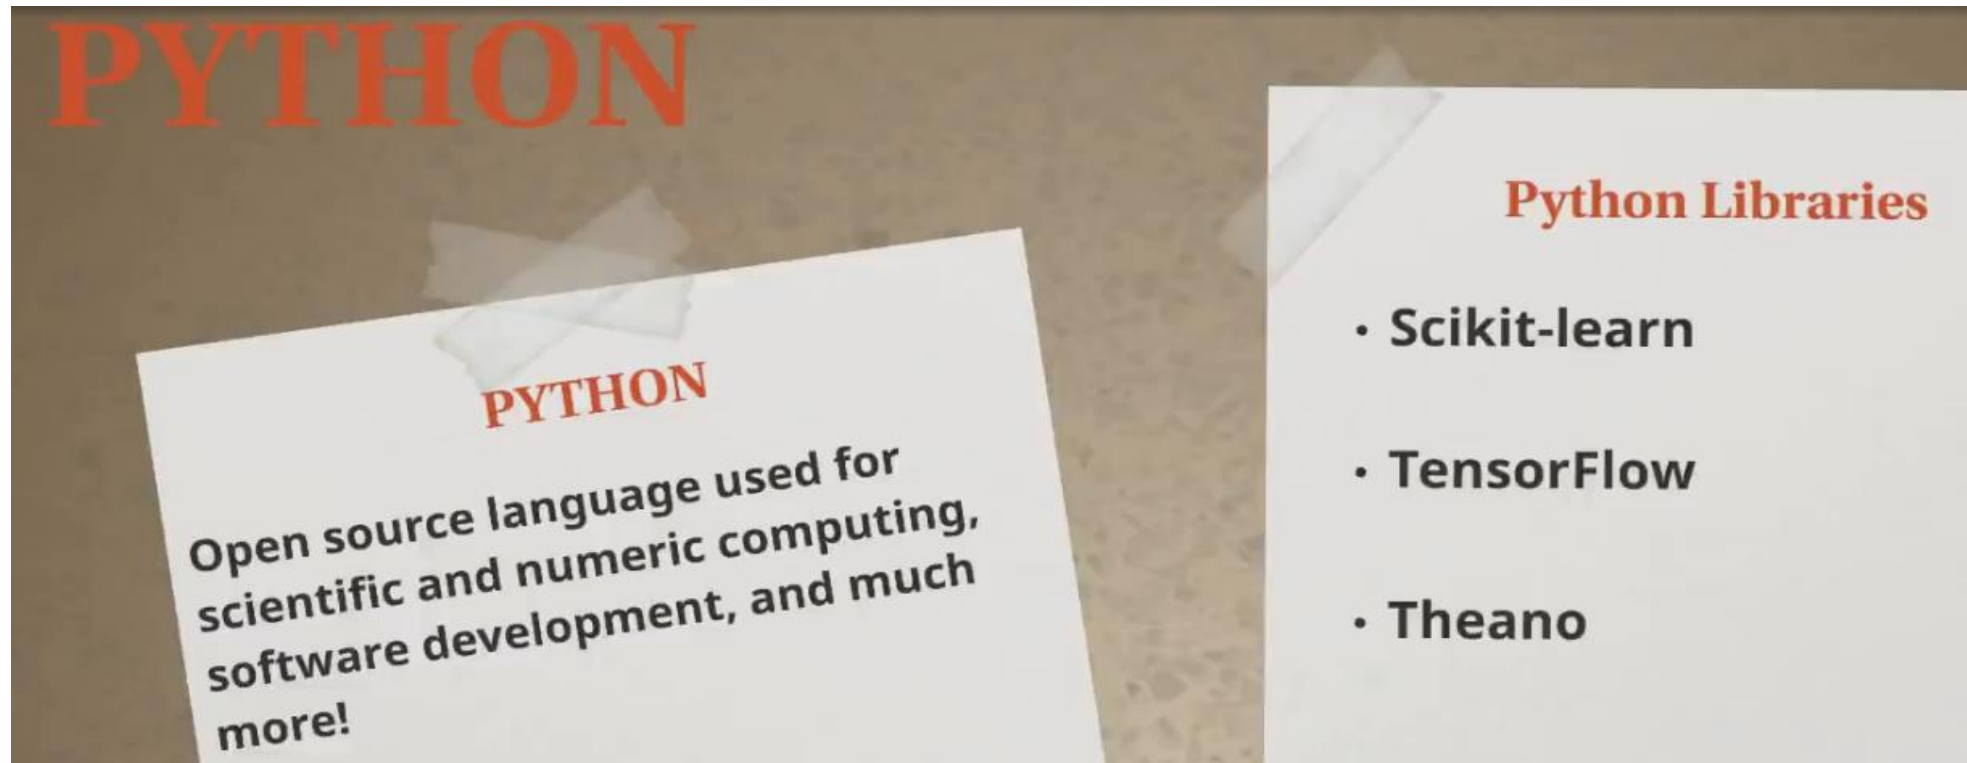 PYTHON
PYTHON
Open source language used for
scientific and numeric computing,
software development, and much
more!
Python Libraries
• Scikit-learn
• TensorFlow
• Theano